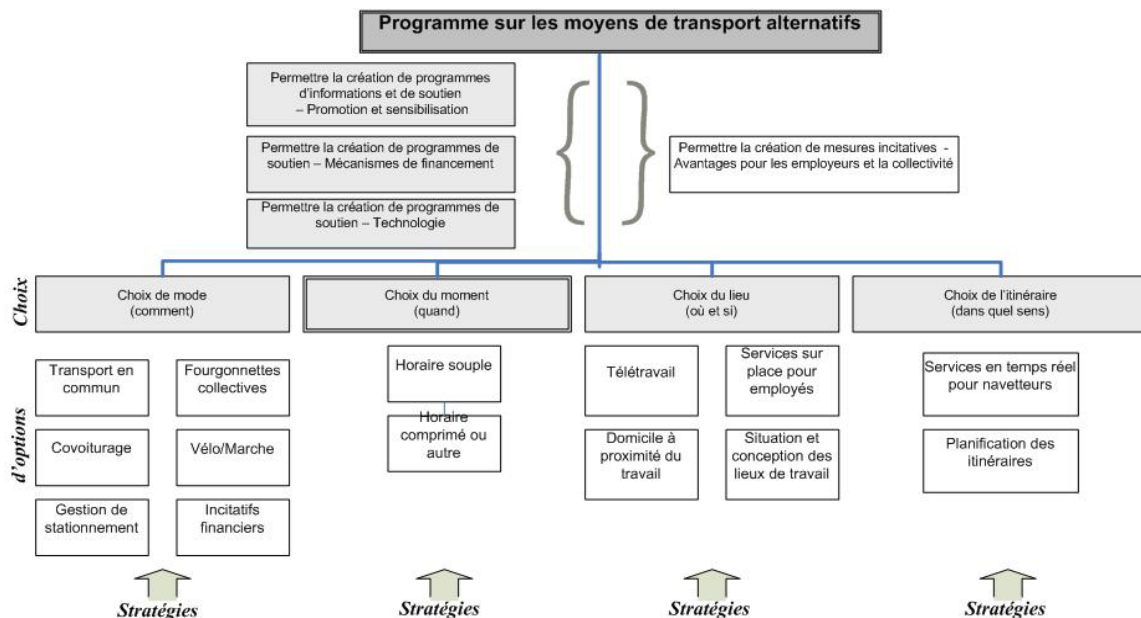 Programme sur les moyens de transport alternatifs
Permettre la création de programmes
d'informations et de soutien
– Promotion et sensibilisation
Permettre la création de programmes de
soutien – Mécanismes de financement
Permettre la création de programmes de
soutien – Technologie
Permettre la création de mesures incitatives -
Avantages pour les employeurs et la collectivité
Choix
Choix de mode
(comment)
Choix du moment
(quand)
Choix du lieu
(où et si)
Choix de l'itinéraire
(dans quel sens)
d'options
Transport en
commun
Fourgonnettes
collectives
Covoiturage
Vélo/Marche
Gestion de
stationnement
Incitatifs
financiers
Horaire souple
Horaire
comprimé ou
autre
Télétravail
Services sur
place pour
employés
Domicile à
proximité du
travail
Situation et
conception des
lieux de travail
Services en temps réel
pour navetteurs
Planification des
itinéraires
Stratégies
Stratégies
Stratégies
Stratégies